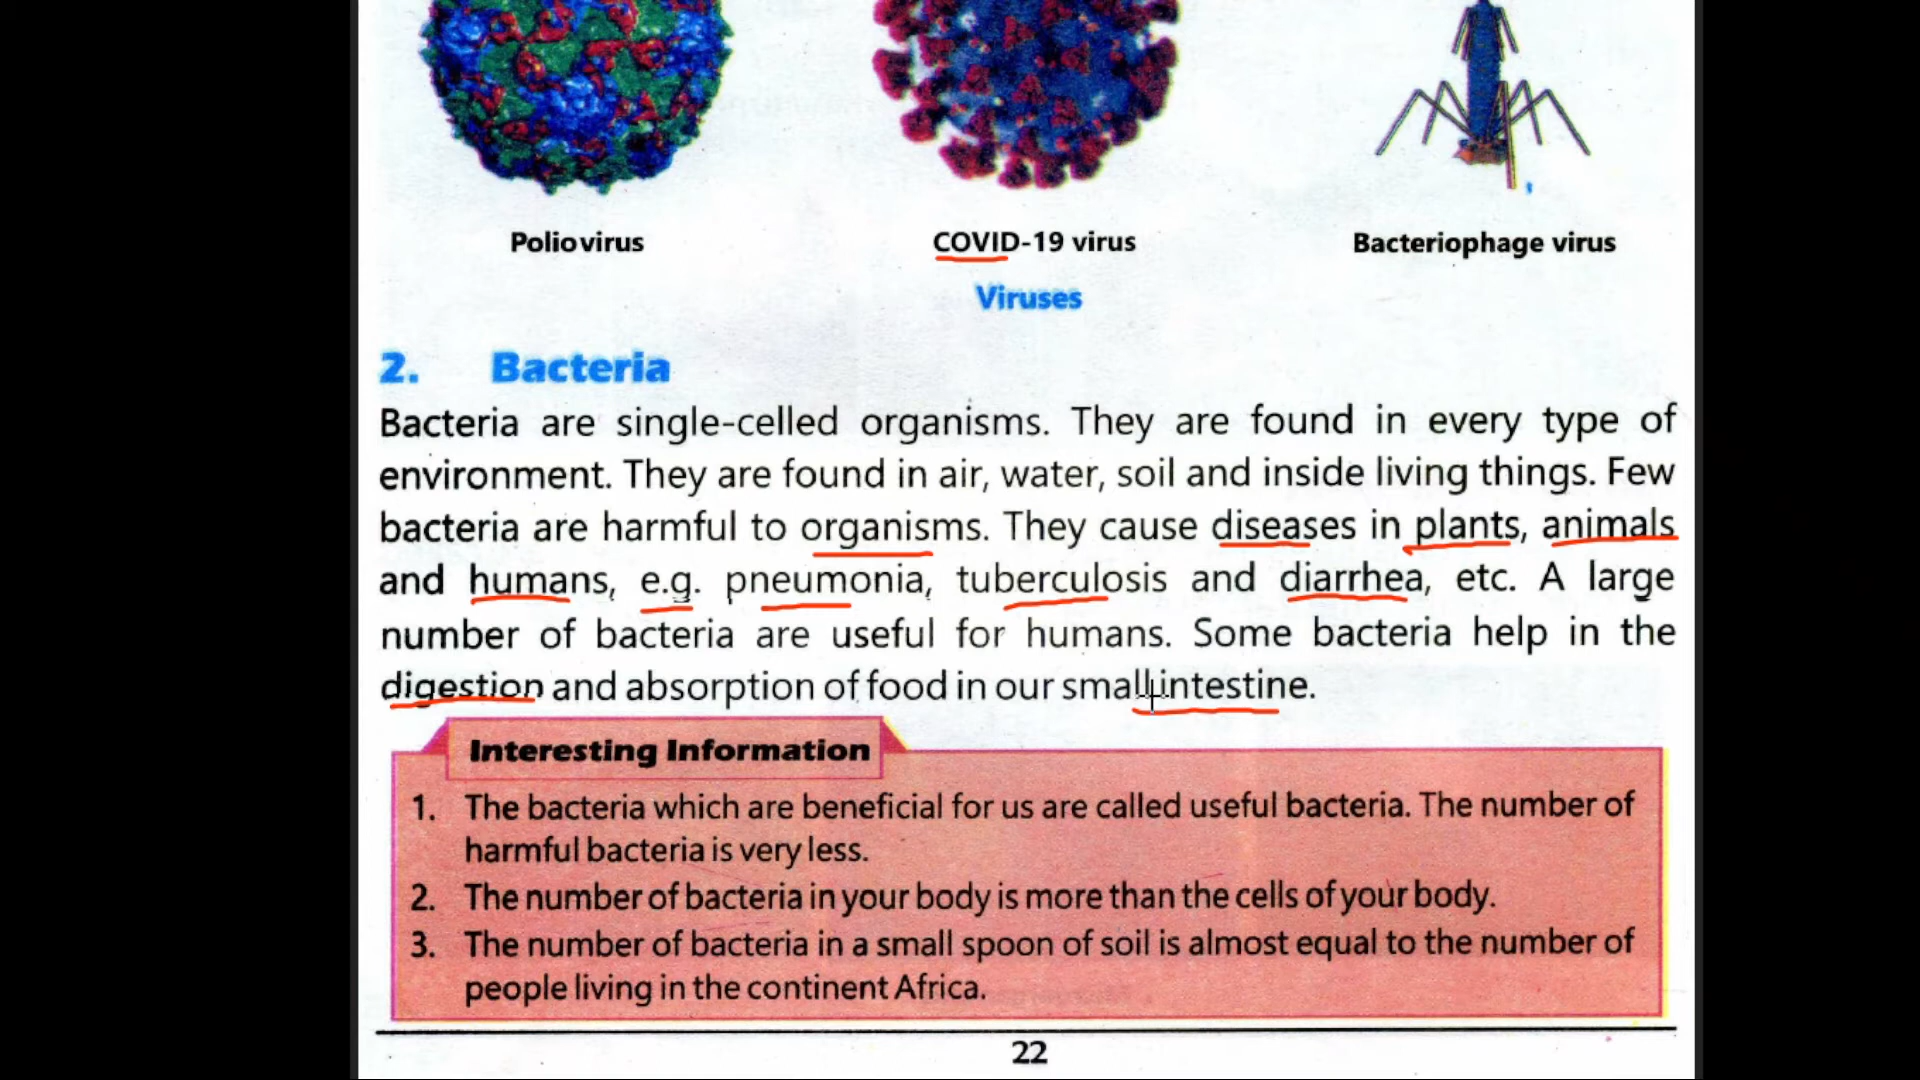 Poliovirus COVID-19 virus Bacteriophage virus
Viruses
2. Bacteria
Bacteria are single-celled organisms. They are found in every type of
environment. They are found in air, water, soil and inside living things. Few
bacteria are harmful to organisms. They cause diseases in plants, animals
and humans, e.g. pneumonia, tuberculosis and diarrhea, etc. A large
number of bacteria are useful for humans. Some bacteria help in the
digestion and absorption of food in our small intestine.
Interesting Information
1. The bacteria which are beneficial for us are called useful bacteria. The number of
harmful bacteria is very less.
2. The number of bacteria in your body is more than the cells of your body.
3. The number of bacteria in a small spoon of soil is almost equal to the number of
people living in the continent Africa.
22